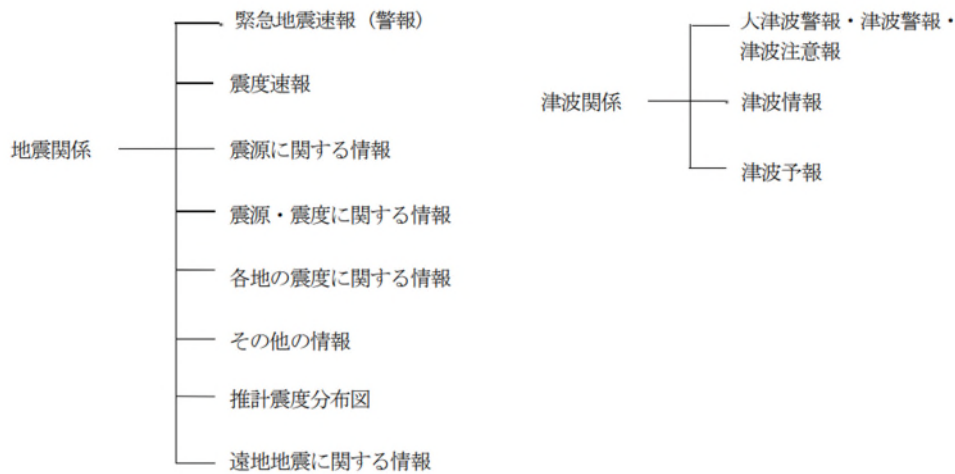 地震関係
緊急地震速報（警報）
震度速報
震源に関する情報
震源・震度に関する情報
各地の震度に関する情報
その他の情報
推計震度分布図
遠地地震に関する情報
津波関係
大津波警報・津波警報・
津波注意報
津波情報
津波予報